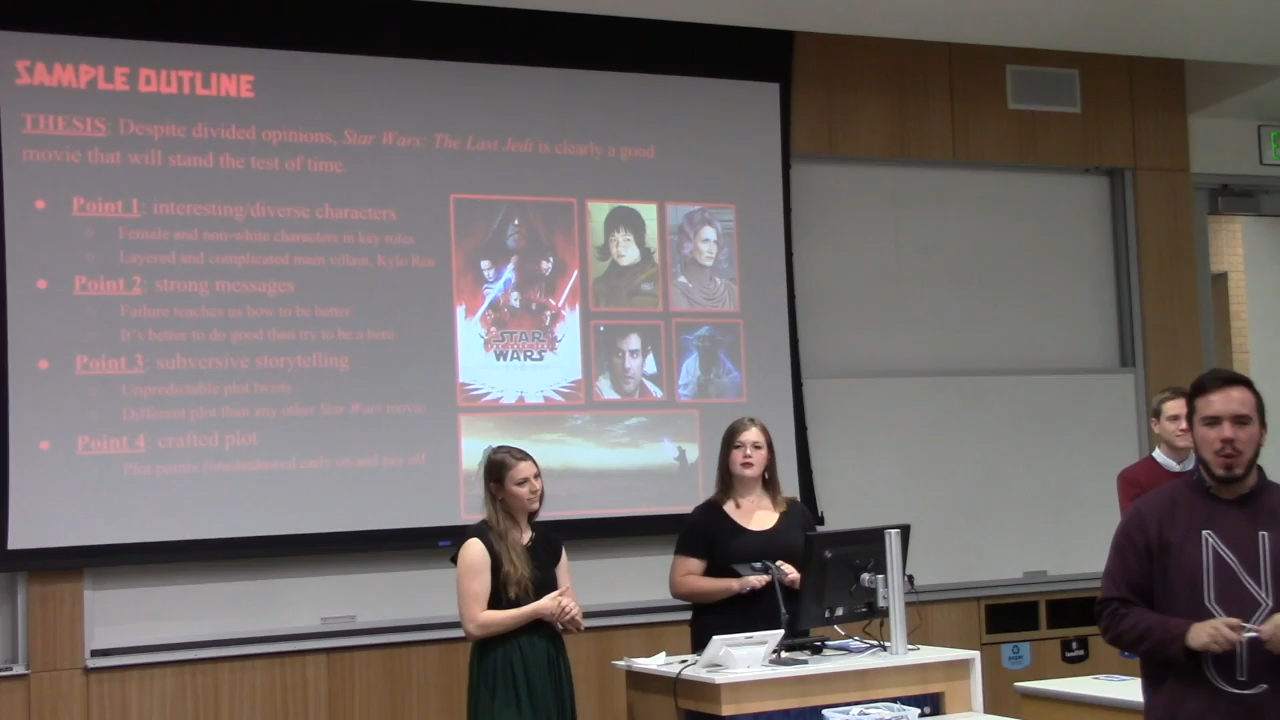 SAMPLE OUTLINE
THESIS: Despite divided opinions, Star Wars: The Last Jedi is clearly a good
movie that will stand the test of time.
• Point 1: interesting/diverse characters
○ Female and non-white characters in key roles
○ Layered and complicated main villain, Kylo Ren
• Point 2: strong messages
○ Failure teaches us how to be better
○ It's better to do good than try to be a hero
• Point 3: subversive storytelling
○ Unpredictable plot twists
○ Different plot than any other Star Wars movie
• Point 4: crafted plot
○ Plot points foreshadowed early on and pay off
STAR
WARS
paper
landfill
NY